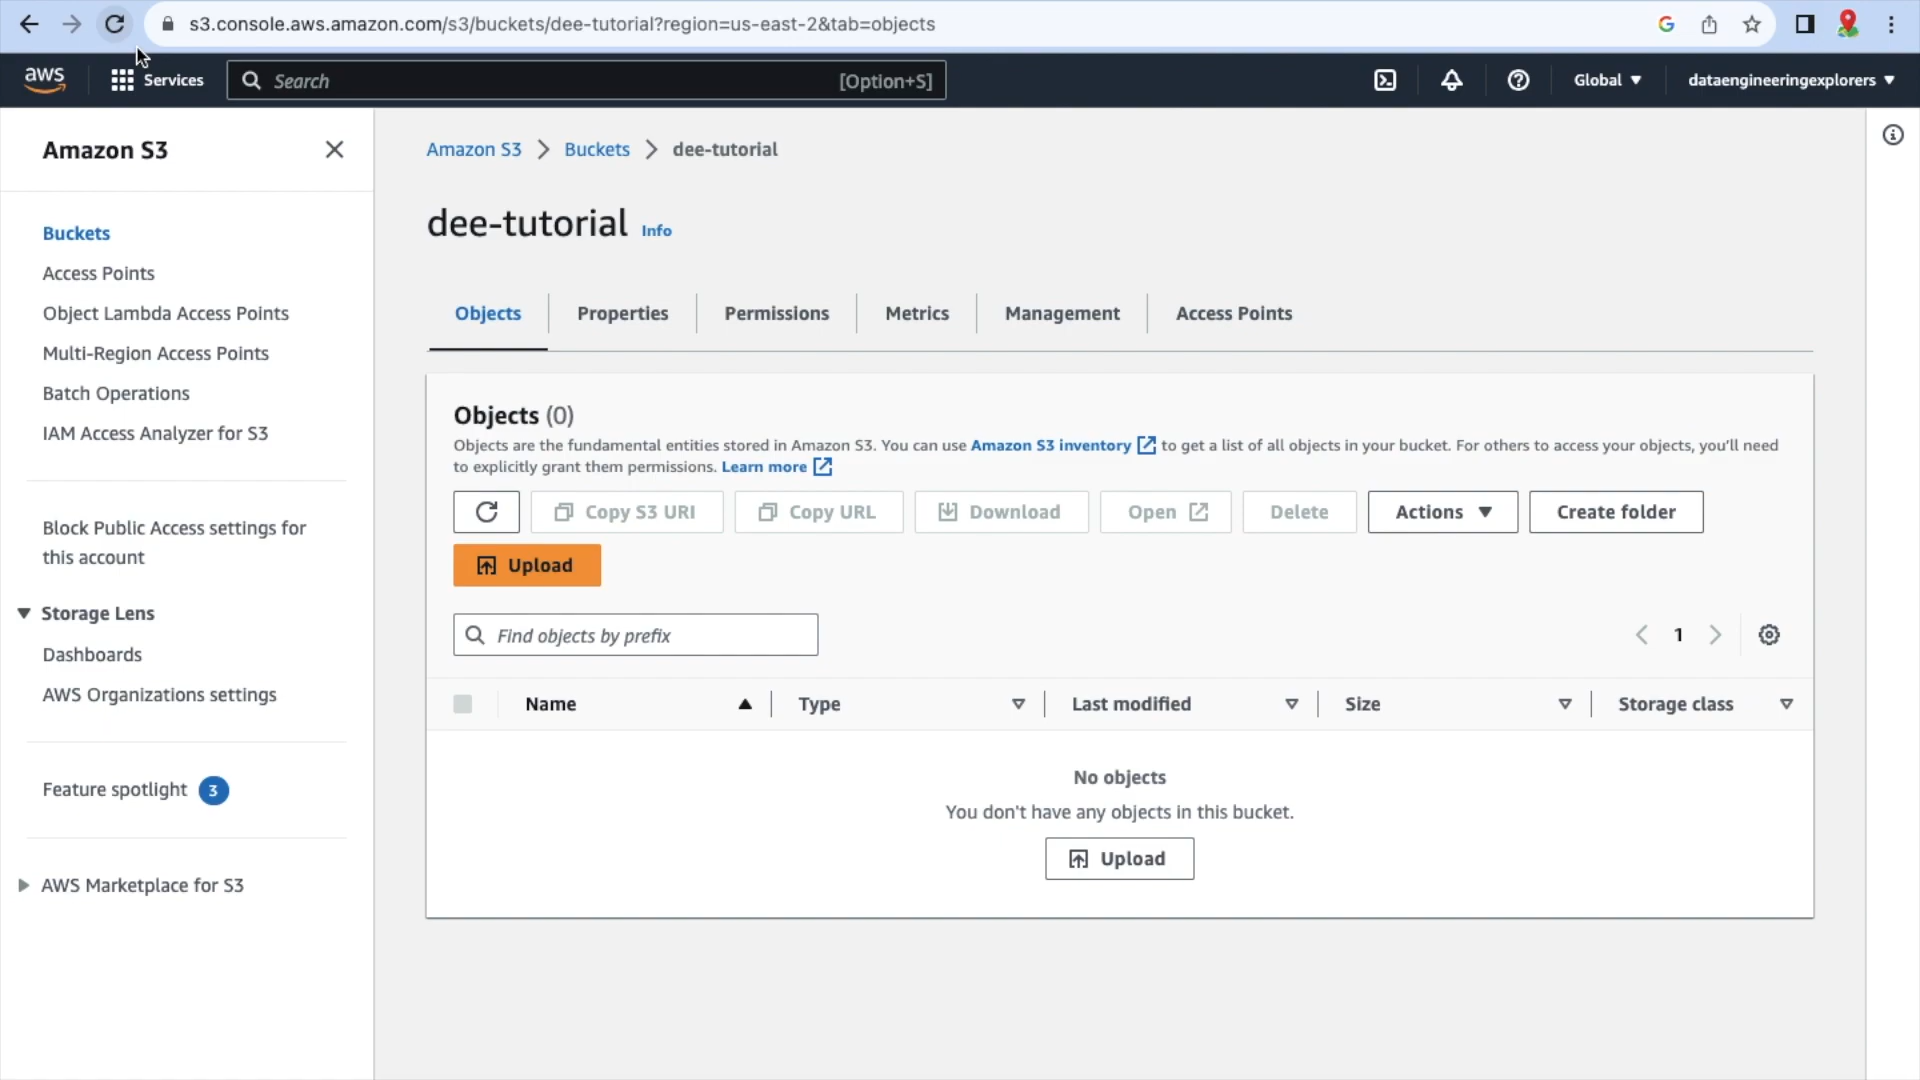 s3.console.aws.amazon.com/s3/buckets/dee-tutorial?region=us-east-2&tab=objects
aws
Services
Search
[Option+S]
Global
dataengineeringexplorers
Amazon S3
Buckets
Access Points
Object Lambda Access Points
Multi-Region Access Points
Batch Operations
IAM Access Analyzer for S3
Block Public Access settings for
this account
Storage Lens
Dashboards
AWS Organizations settings
Feature spotlight 3
AWS Marketplace for S3
Amazon S3 > Buckets > dee-tutorial
dee-tutorial Info
Objects Properties Permissions Metrics Management Access Points
Objects (0)
Objects are the fundamental entities stored in Amazon S3. You can use Amazon S3 inventory to get a list of all objects in your bucket. For others to access your objects, you'll need
to explicitly grant them permissions. Learn more
Copy S3 URI Copy URL Download Open Delete Actions Create folder
Upload
Find objects by prefix
1
Name Type Last modified Size Storage class
No objects
You don't have any objects in this bucket.
Upload